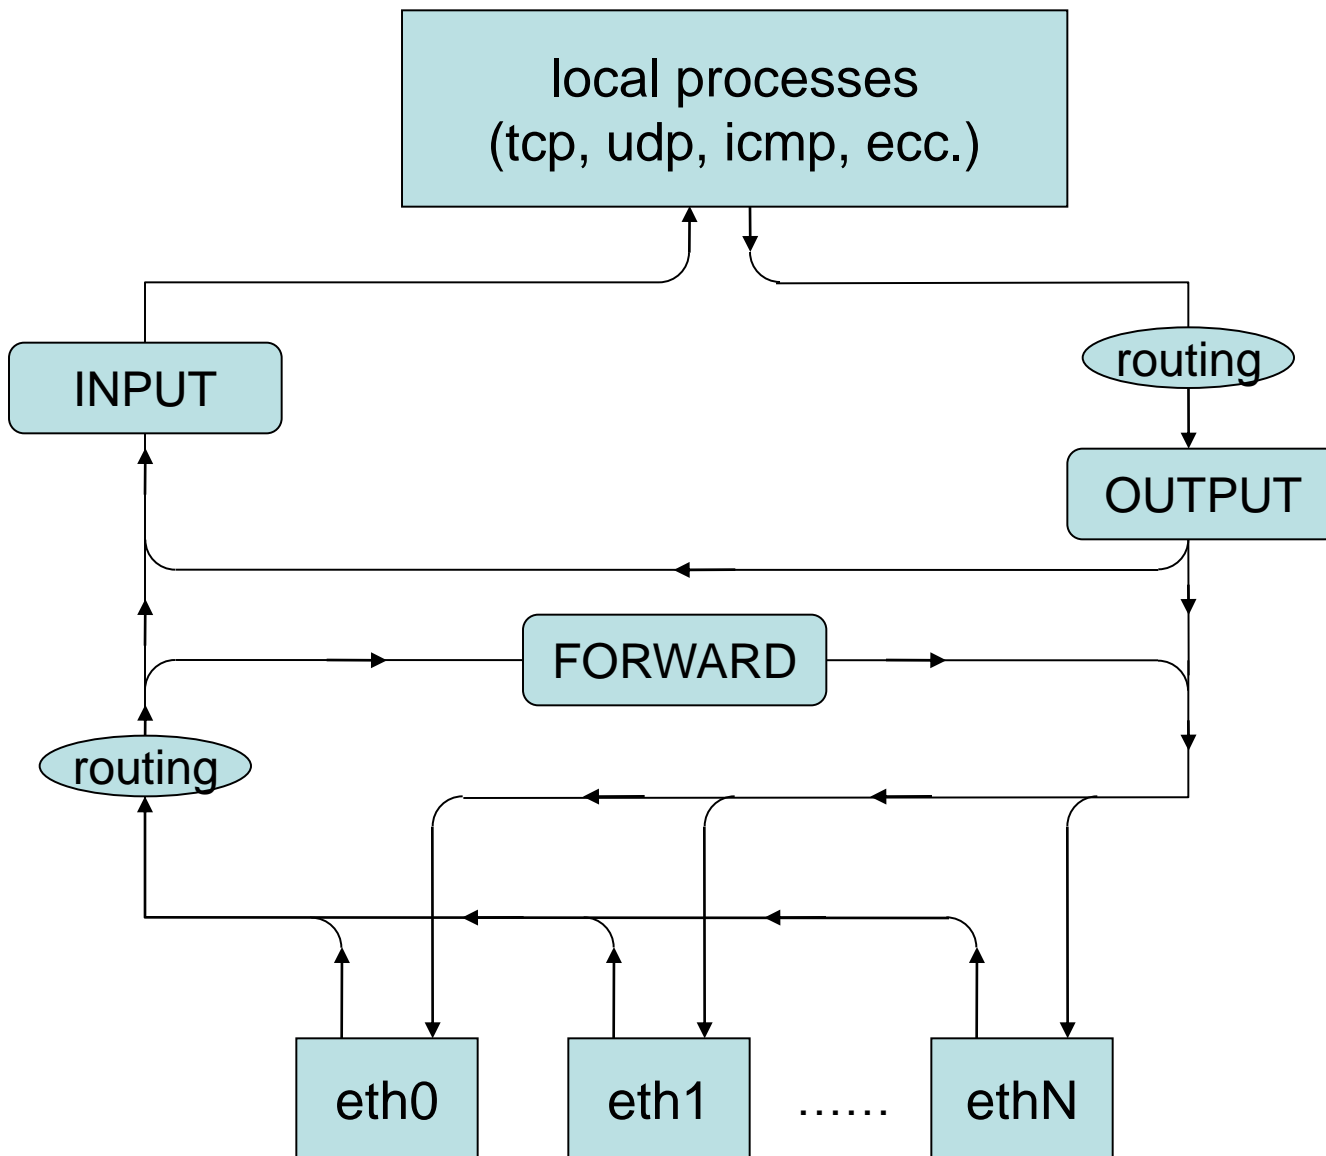 local processes
(tcp, udp, icmp, ecc.)
INPUT
routing
OUTPUT
FORWARD
routing
eth0
eth1
......
ethN